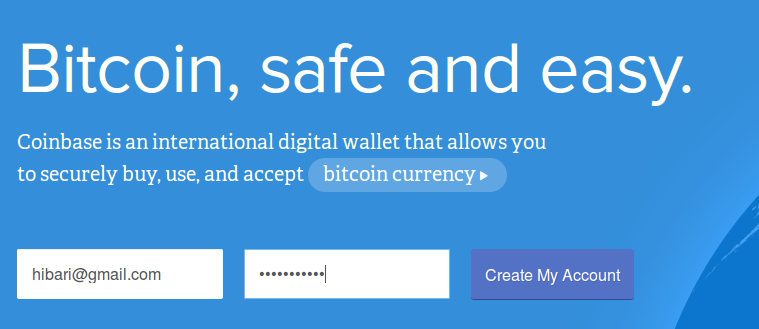 Bitcoin, safe and easy.
Coinbase is an international digital wallet that allows you
to securely buy, use, and accept bitcoin currency ▸
hibari@gmail.com ••••••••••• Create My Account